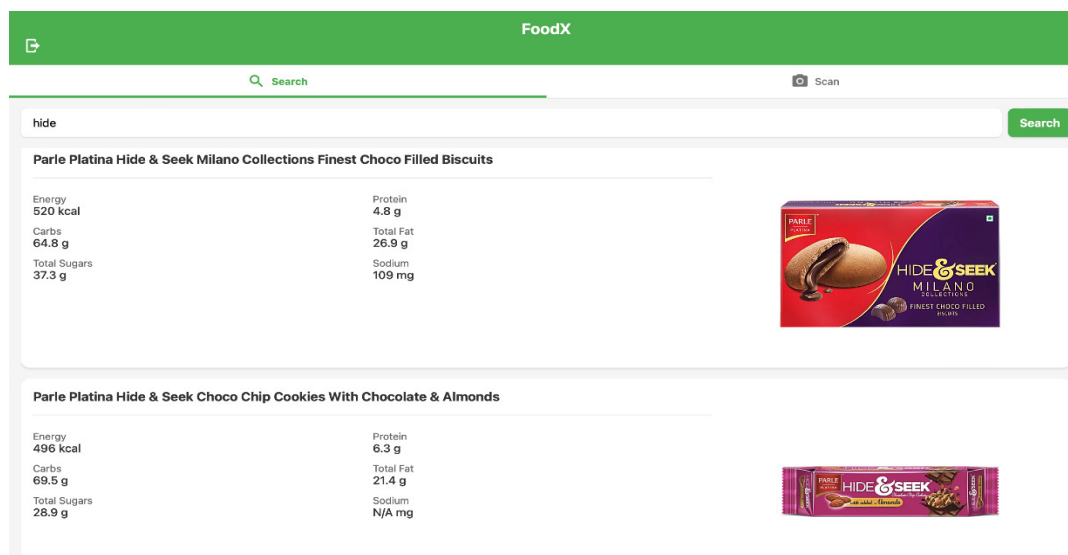 FoodX
Search
Scan
hide
Search
Parle Platina Hide & Seek Milano Collections Finest Choco Filled Biscuits
Energy
520 kcal
Protein
4.8 g
Carbs
64.8 g
Total Fat
26.9 g
Total Sugars
37.3 g
Sodium
109 mg
PARLE
PLATINA
HIDE & SEEK
MILANO
COLLECTIONS
FINEST CHOCO FILLED
BISCUITS
Parle Platina Hide & Seek Choco Chip Cookies With Chocolate & Almonds
Energy
496 kcal
Protein
6.3 g
Carbs
69.5 g
Total Fat
21.4 g
Total Sugars
28.9 g
Sodium
N/A mg
PARLE
HIDE & SEEK
with added Almonds